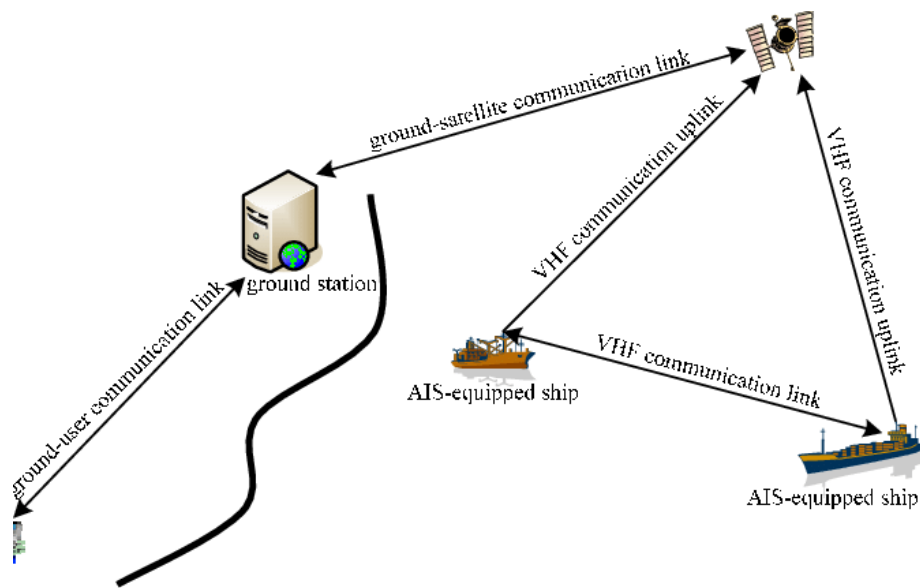 ground-sarellite communication link
VHF communication uplink
VHF communication uplink
ground station
ground-user communication link
VHF communication link
AIS-equipped ship
AIS-equipped ship